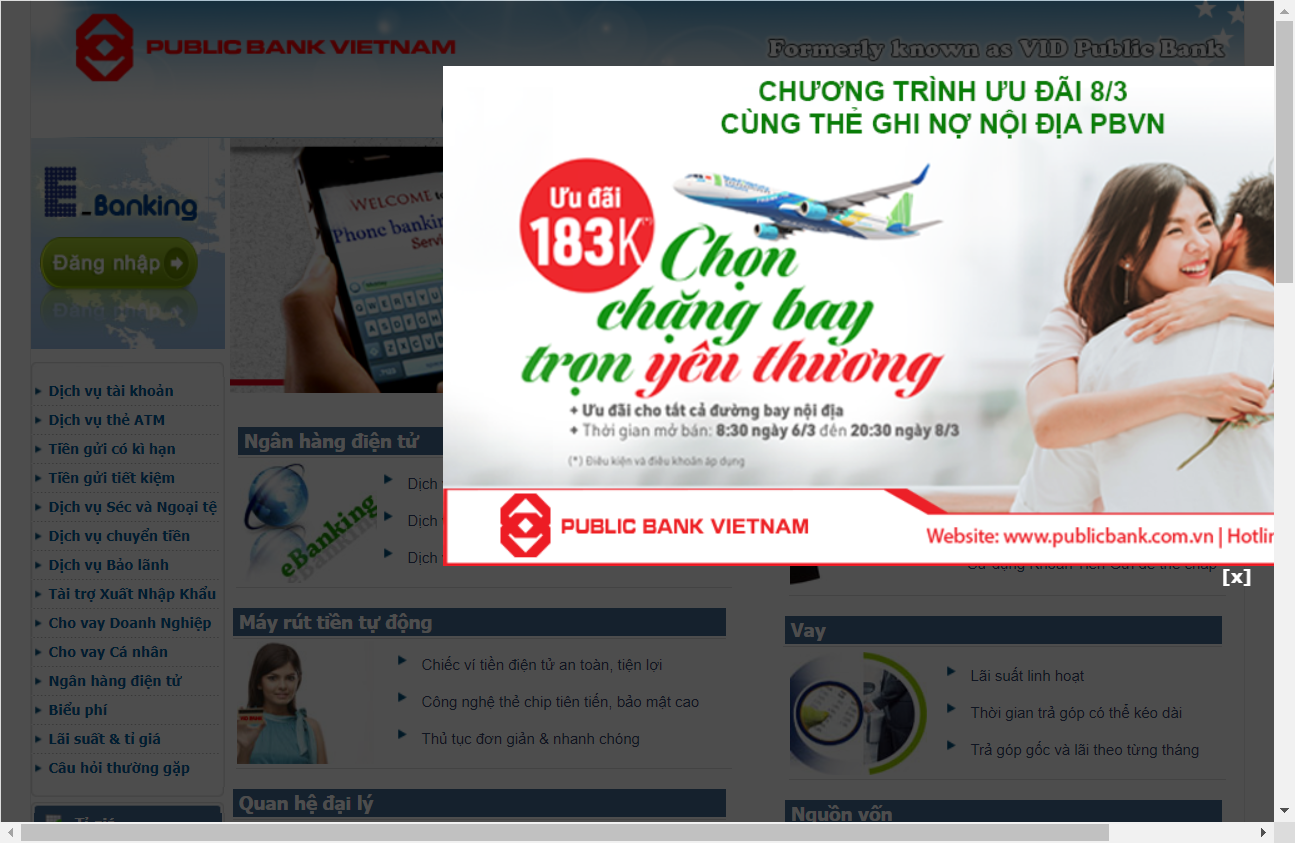 PUBLIC BANK VIETNAM
Formerly known as VID Public Bank
CHƯƠNG TRÌNH ƯU ĐÃI 8/3
CÙNG THẺ GHI NỢ NỘI ĐỊA PBVN
Ưu đãi
183K(*)
Chọn
chặng bay
trọn yêu thương
+ Ưu đãi cho tất cả đường bay nội địa
+ Thời gian mở bán: 8:30 ngày 6/3 đến 20:30 ngày 8/3
(*) Điều kiện và điều khoản áp dụng
PUBLIC BANK VIETNAM
Website: www.publicbank.com.vn | Hotlin
[x]
E-Banking
Đăng nhập
WELCOME to
Phone banking
Servi
Dịch vụ tài khoản
Dịch vụ thẻ ATM
Tiền gửi có kì hạn
Tiền gửi tiết kiệm
Dịch vụ Séc và Ngoại tệ
Dịch vụ chuyển tiền
Dịch vụ Bảo lãnh
Tài trợ Xuất Nhập Khẩu
Cho vay Doanh Nghiệp
Cho vay Cá nhân
Ngân hàng điện tử
Biểu phí
Lãi suất & tỉ giá
Câu hỏi thường gặp
Tỉ giá
Ngân hàng điện tử
eBanking
Dịch
Dịch
Dịch
Sử dụng Khoản Tiền Gửi để thế chấp
Máy rút tiền tự động
Chiếc ví tiền điện tử an toàn, tiện lợi
Công nghệ thẻ chip tiên tiến, bảo mật cao
Thủ tục đơn giản & nhanh chóng
Vay
Lãi suất linh hoạt
Thời gian trả góp có thể kéo dài
Trả góp gốc và lãi theo từng tháng
Quan hệ đại lý
Nguồn vốn